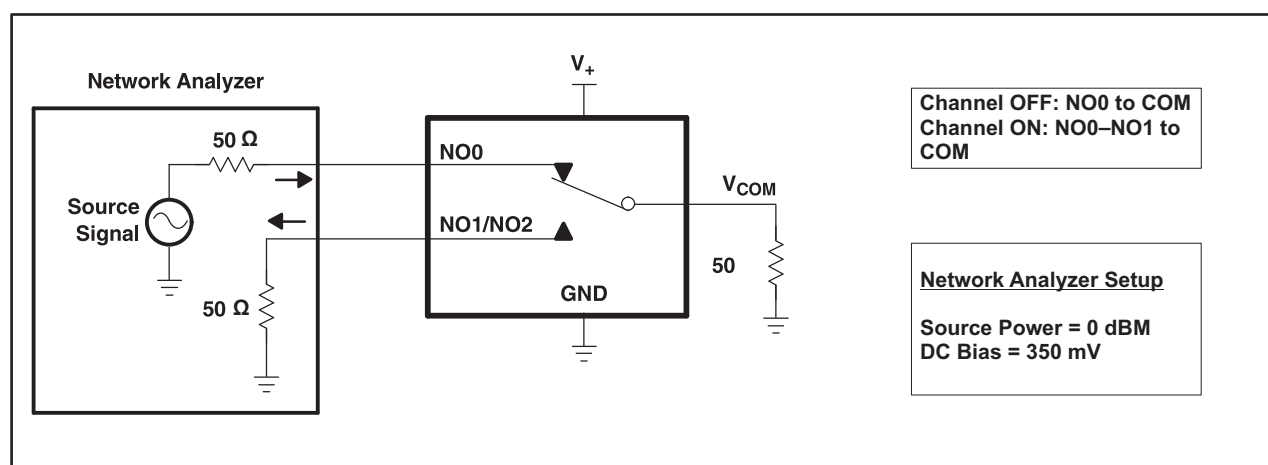 V+
Network Analyzer
Channel OFF: NO0 to COM
Channel ON: NO0–NO1 to
COM
50 Ω
NO0
VCOM
Source
Signal
NO1/NO2
50
50 Ω
GND
Network Analyzer Setup
Source Power = 0 dBM
DC Bias = 350 mV